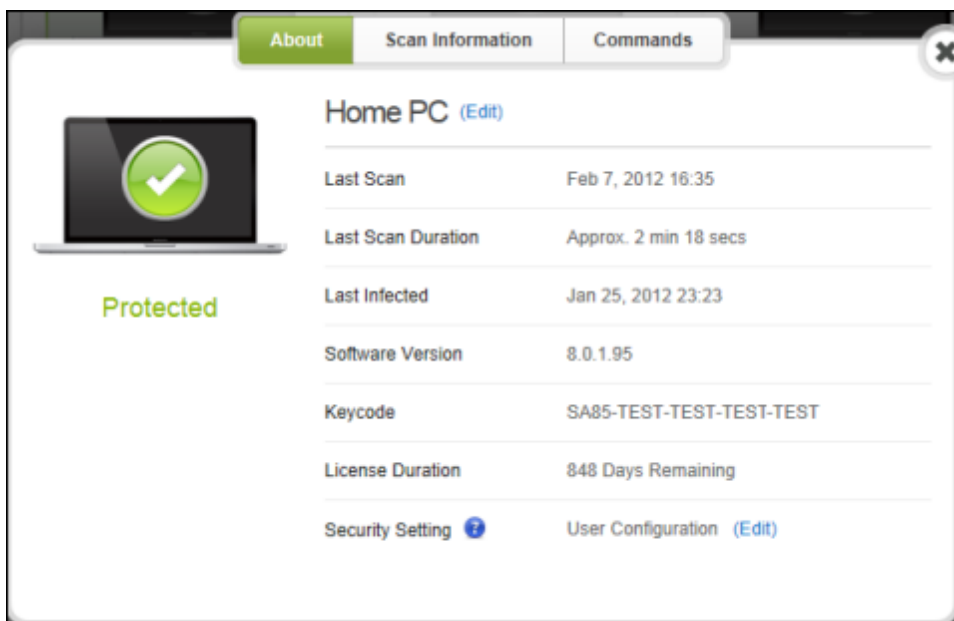 About Scan Information Commands
Home PC (Edit)
Last Scan Feb 7, 2012 16:35
Last Scan Duration Approx. 2 min 18 secs
Protected
Last Infected Jan 25, 2012 23:23
Software Version 8.0.1.95
Keycode SA85-TEST-TEST-TEST-TEST
License Duration 848 Days Remaining
Security Setting ? User Configuration (Edit)